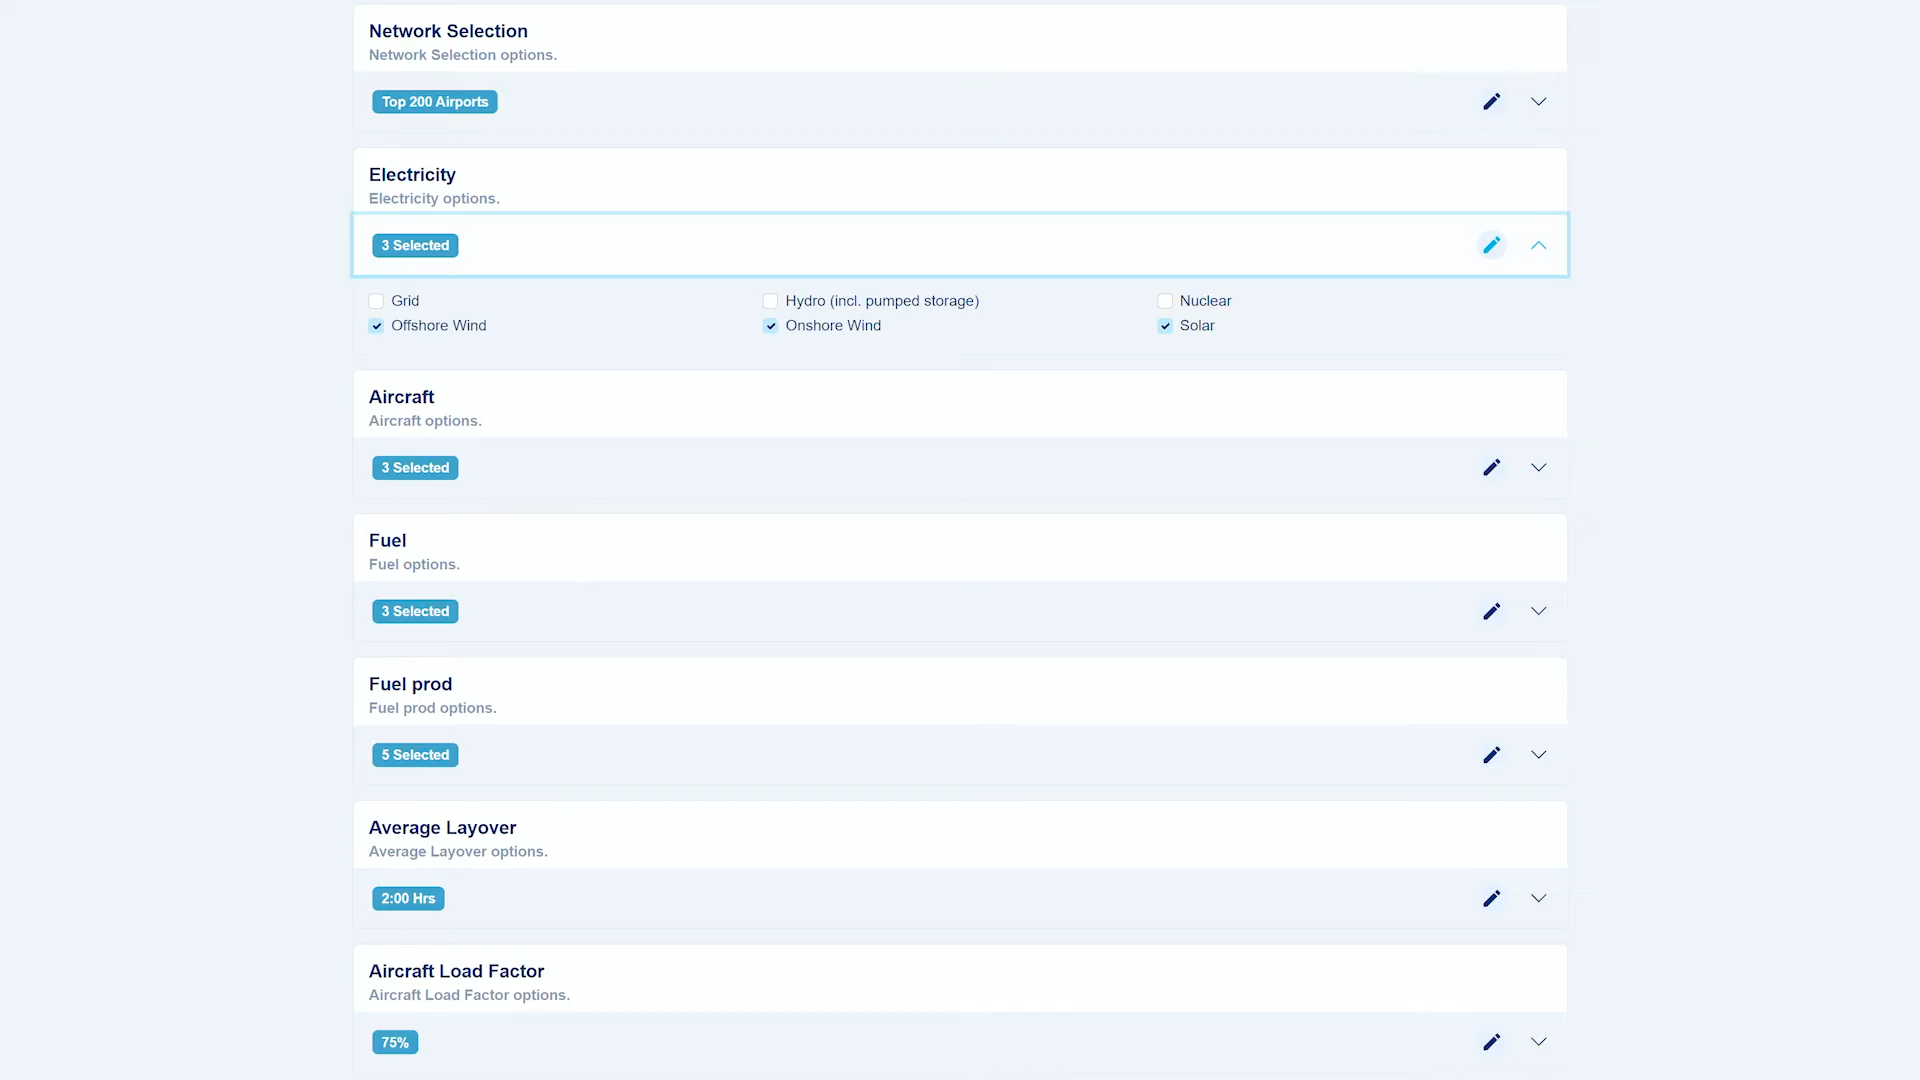 Network Selection
Network Selection options.
Top 200 Airports
Electricity
Electricity options.
3 Selected
Grid
Hydro (incl. pumped storage)
Nuclear
Offshore Wind
Onshore Wind
Solar
Aircraft
Aircraft options.
3 Selected
Fuel
Fuel options.
3 Selected
Fuel prod
Fuel prod options.
5 Selected
Average Layover
Average Layover options.
2:00 Hrs
Aircraft Load Factor
Aircraft Load Factor options.
75%